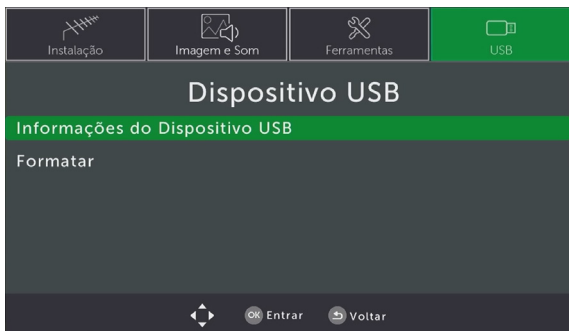 Instalação
Imagem e Som
Ferramentas
USB
Dispositivo USB
Informações do Dispositivo USB
Formatar
OK Entrar
Voltar